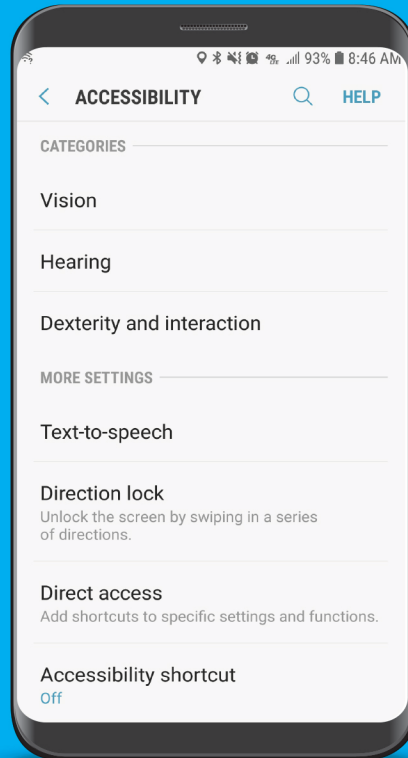 93% 8:46 AM
ACCESSIBILITY HELP
CATEGORIES
Vision
Hearing
Dexterity and interaction
MORE SETTINGS
Text-to-speech
Direction lock
Unlock the screen by swiping in a series
of directions.
Direct access
Add shortcuts to specific settings and functions.
Accessibility shortcut
Off